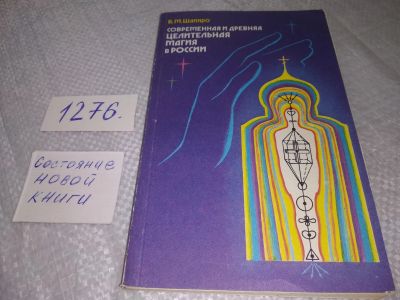 В.М.Шапиро
СОВРЕМЕННАЯ И ДРЕВНЯЯ
ЦЕЛИТЕЛЬНАЯ
МАГИЯ
В РОССИИ
1276.
Состояние
новой
книги